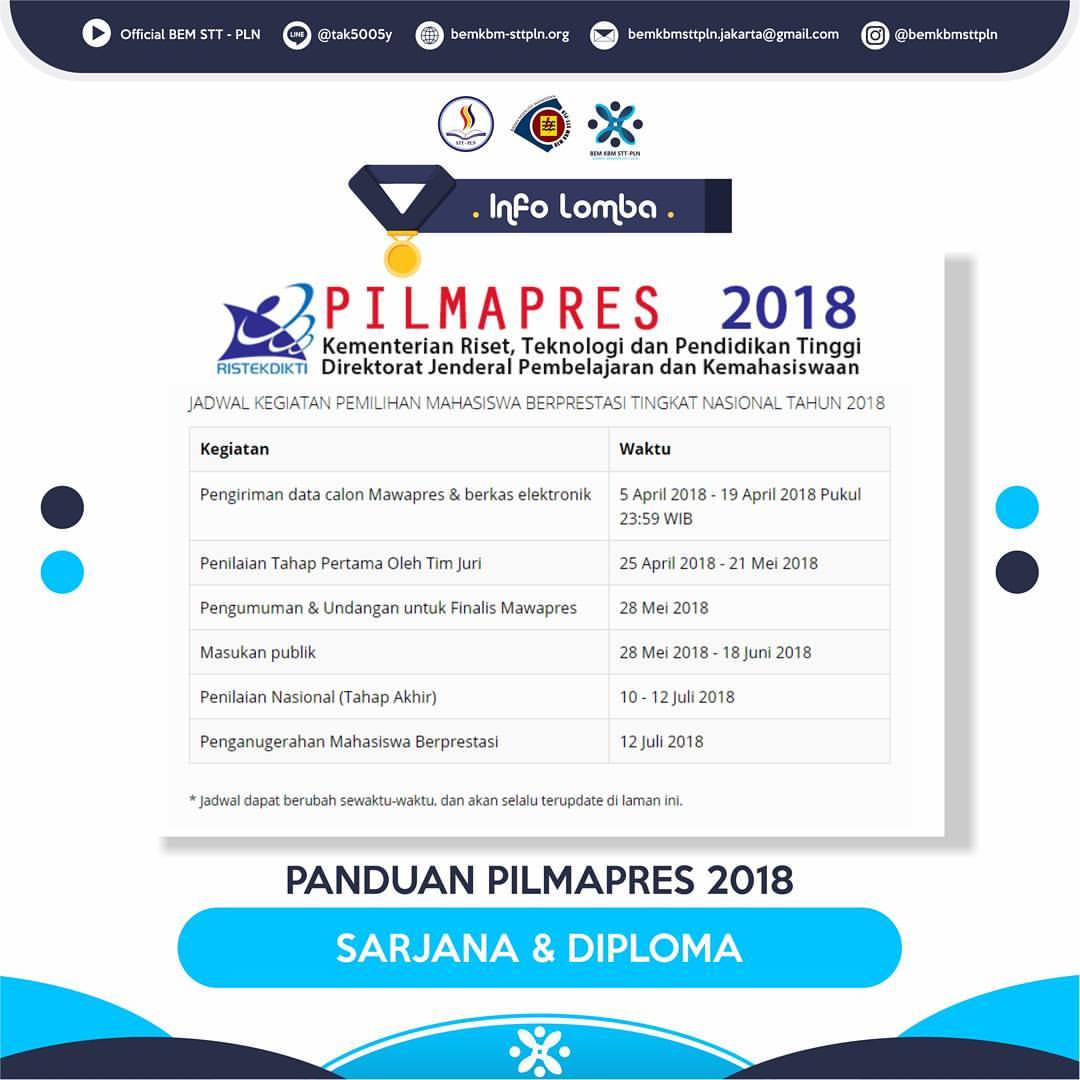 Official BEM STT - PLN
LINE
@tak5005y
bemkbm-sttpln.org
bemkbmsttpln.jakarta@gmail.com
@bemkbmsttpln
STT - PLN
BEM KBM STT-PLN
. Info Lomba .
PILMAPRES 2018
RISTEKDIKTI
Kementerian Riset, Teknologi dan Pendidikan Tinggi
Direktorat Jenderal Pembelajaran dan Kemahasiswaan
JADWAL KEGIATAN PEMILIHAN MAHASISWA BERPRESTASI TINGKAT NASIONAL TAHUN 2018
Kegiatan
Waktu
Pengiriman data calon Mawapres & berkas elektronik
5 April 2018 - 19 April 2018 Pukul
23:59 WIB
Penilaian Tahap Pertama Oleh Tim Juri
25 April 2018 - 21 Mei 2018
Pengumuman & Undangan untuk Finalis Mawapres
28 Mei 2018
Masukan publik
28 Mei 2018 - 18 Juni 2018
Penilaian Nasional (Tahap Akhir)
10 - 12 Juli 2018
Penganugerahan Mahasiswa Berprestasi
12 Juli 2018
* Jadwal dapat berubah sewaktu-waktu, dan akan selalu terupdate di laman ini.
PANDUAN PILMAPRES 2018
SARJANA & DIPLOMA